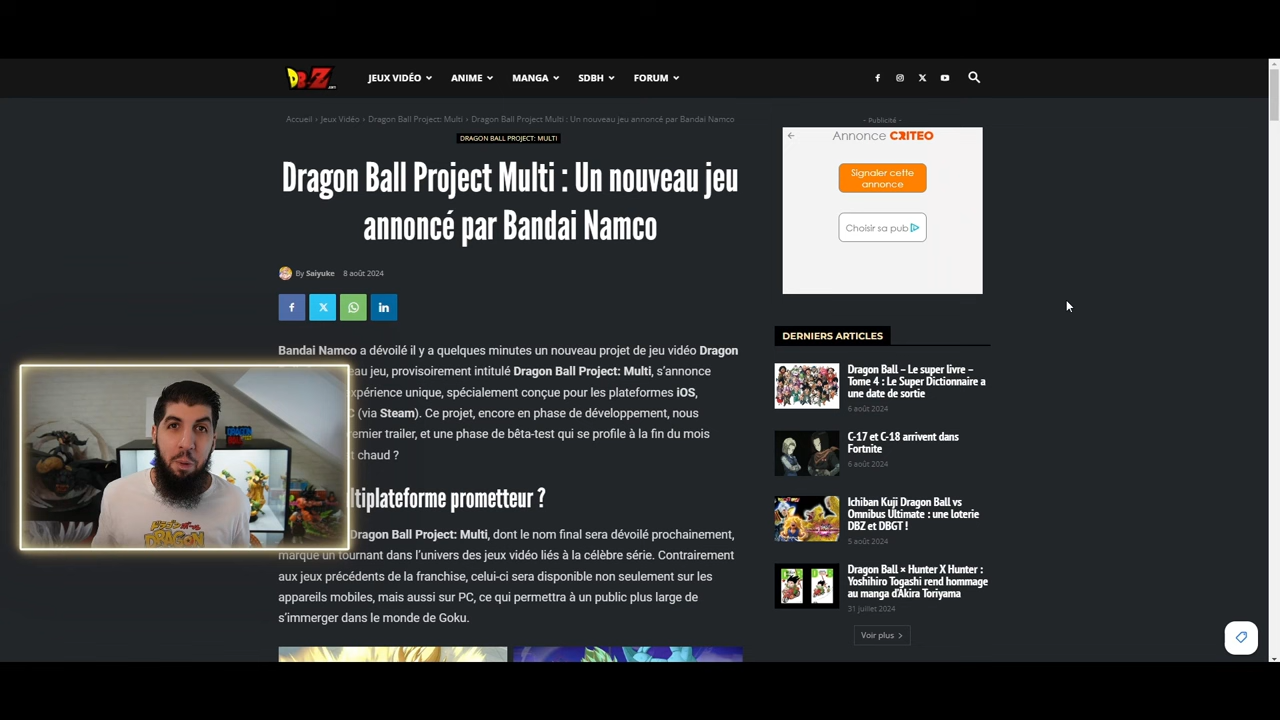 DBZ.com
JEUX VIDÉO
ANIME
MANGA
SDBH
FORUM
Accueil › Jeux Vidéo › Dragon Ball Project: Multi › Dragon Ball Project Multi : Un nouveau jeu annoncé par Bandai Namco
DRAGON BALL PROJECT: MULTI
Dragon Ball Project Multi : Un nouveau jeu
annoncé par Bandai Namco
By Saiyuke 8 août 2024
Bandai Namco a dévoilé il y a quelques minutes un nouveau projet de jeu vidéo Dragon
eau jeu, provisoirement intitulé Dragon Ball Project: Multi, s’annonce
expérience unique, spécialement conçue pour les plateformes iOS,
C (via Steam). Ce projet, encore en phase de développement, nous
remier trailer, et une phase de bêta-test qui se profile à la fin du mois
t chaud ?
ltiplateforme prometteur ?
Dragon Ball Project: Multi, dont le nom final sera dévoilé prochainement,
marque un tournant dans l’univers des jeux vidéo liés à la célèbre série. Contrairement
aux jeux précédents de la franchise, celui-ci sera disponible non seulement sur les
appareils mobiles, mais aussi sur PC, ce qui permettra à un public plus large de
s’immerger dans le monde de Goku.
DRAGON
- Publicité -
Annonce CRITEO
Signaler cette
annonce
Choisir sa pub
DERNIERS ARTICLES
Dragon Ball – Le super livre –
Tome 4 : Le Super Dictionnaire a
une date de sortie
6 août 2024
C-17 et C-18 arrivent dans
Fortnite
6 août 2024
Ichiban Kuji Dragon Ball vs
Omnibus Ultimate : une loterie
DBZ et DBGT !
5 août 2024
Dragon Ball × Hunter X Hunter :
Yoshihiro Togashi rend hommage
au manga d’Akira Toriyama
31 juillet 2024
Voir plus